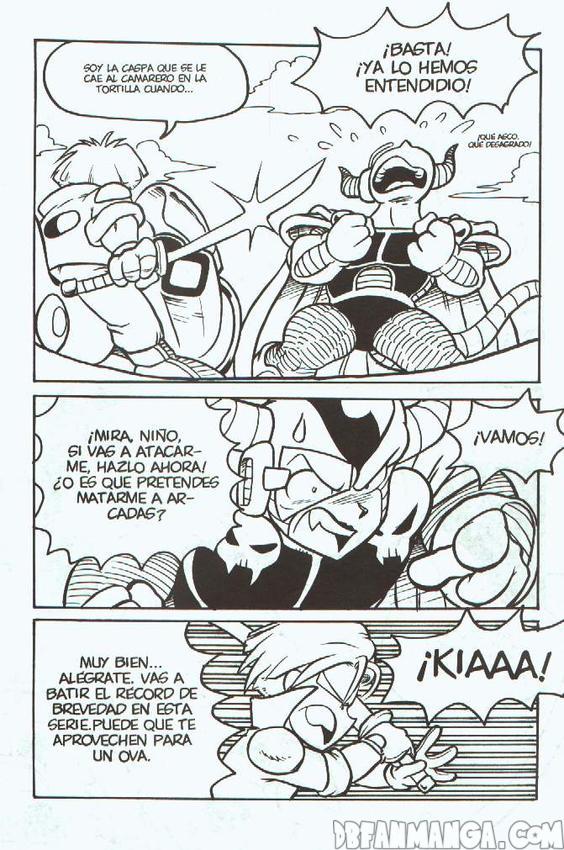 SOY LA CASPA QUE SE LE
CAE AL CAMARERO EN LA
TORTILLA CUANDO...
¡BASTA!
¡YA LO HEMOS
ENTENDIDIO!
¡QUÉ ASCO,
QUÉ DESAGRADO!
¡MIRA, NIÑO,
SI VAS A ATACAR-
ME, HAZLO AHORA!
¿O ES QUE PRETENDES
MATARME A AR-
CADAS?
¡VAMOS!
MUY BIEN...
ALÉGRATE. VAS A
BATIR EL RÉCORD DE
BREVEDAD EN ESTA
SERIE.PUEDE QUE TE
APROVECHEN PARA
UN OVA.
¡KIAAA!
DBFANMANGA.COM